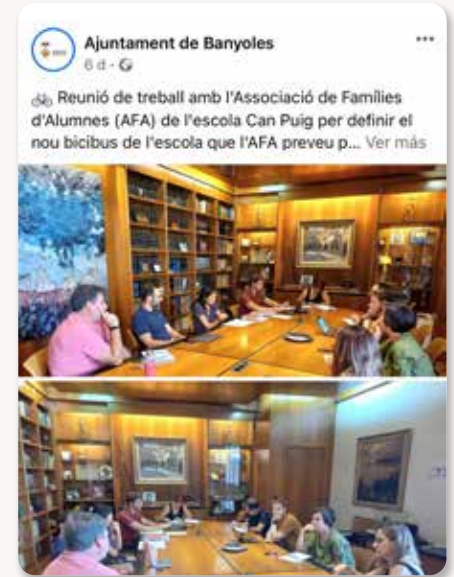 Ajuntament de Banyoles
6 d ·
Reunió de treball amb l'Associació de Famílies
d'Alumnes (AFA) de l'escola Can Puig per definir el
nou bicibus de l'escola que l'AFA preveu p... Ver más